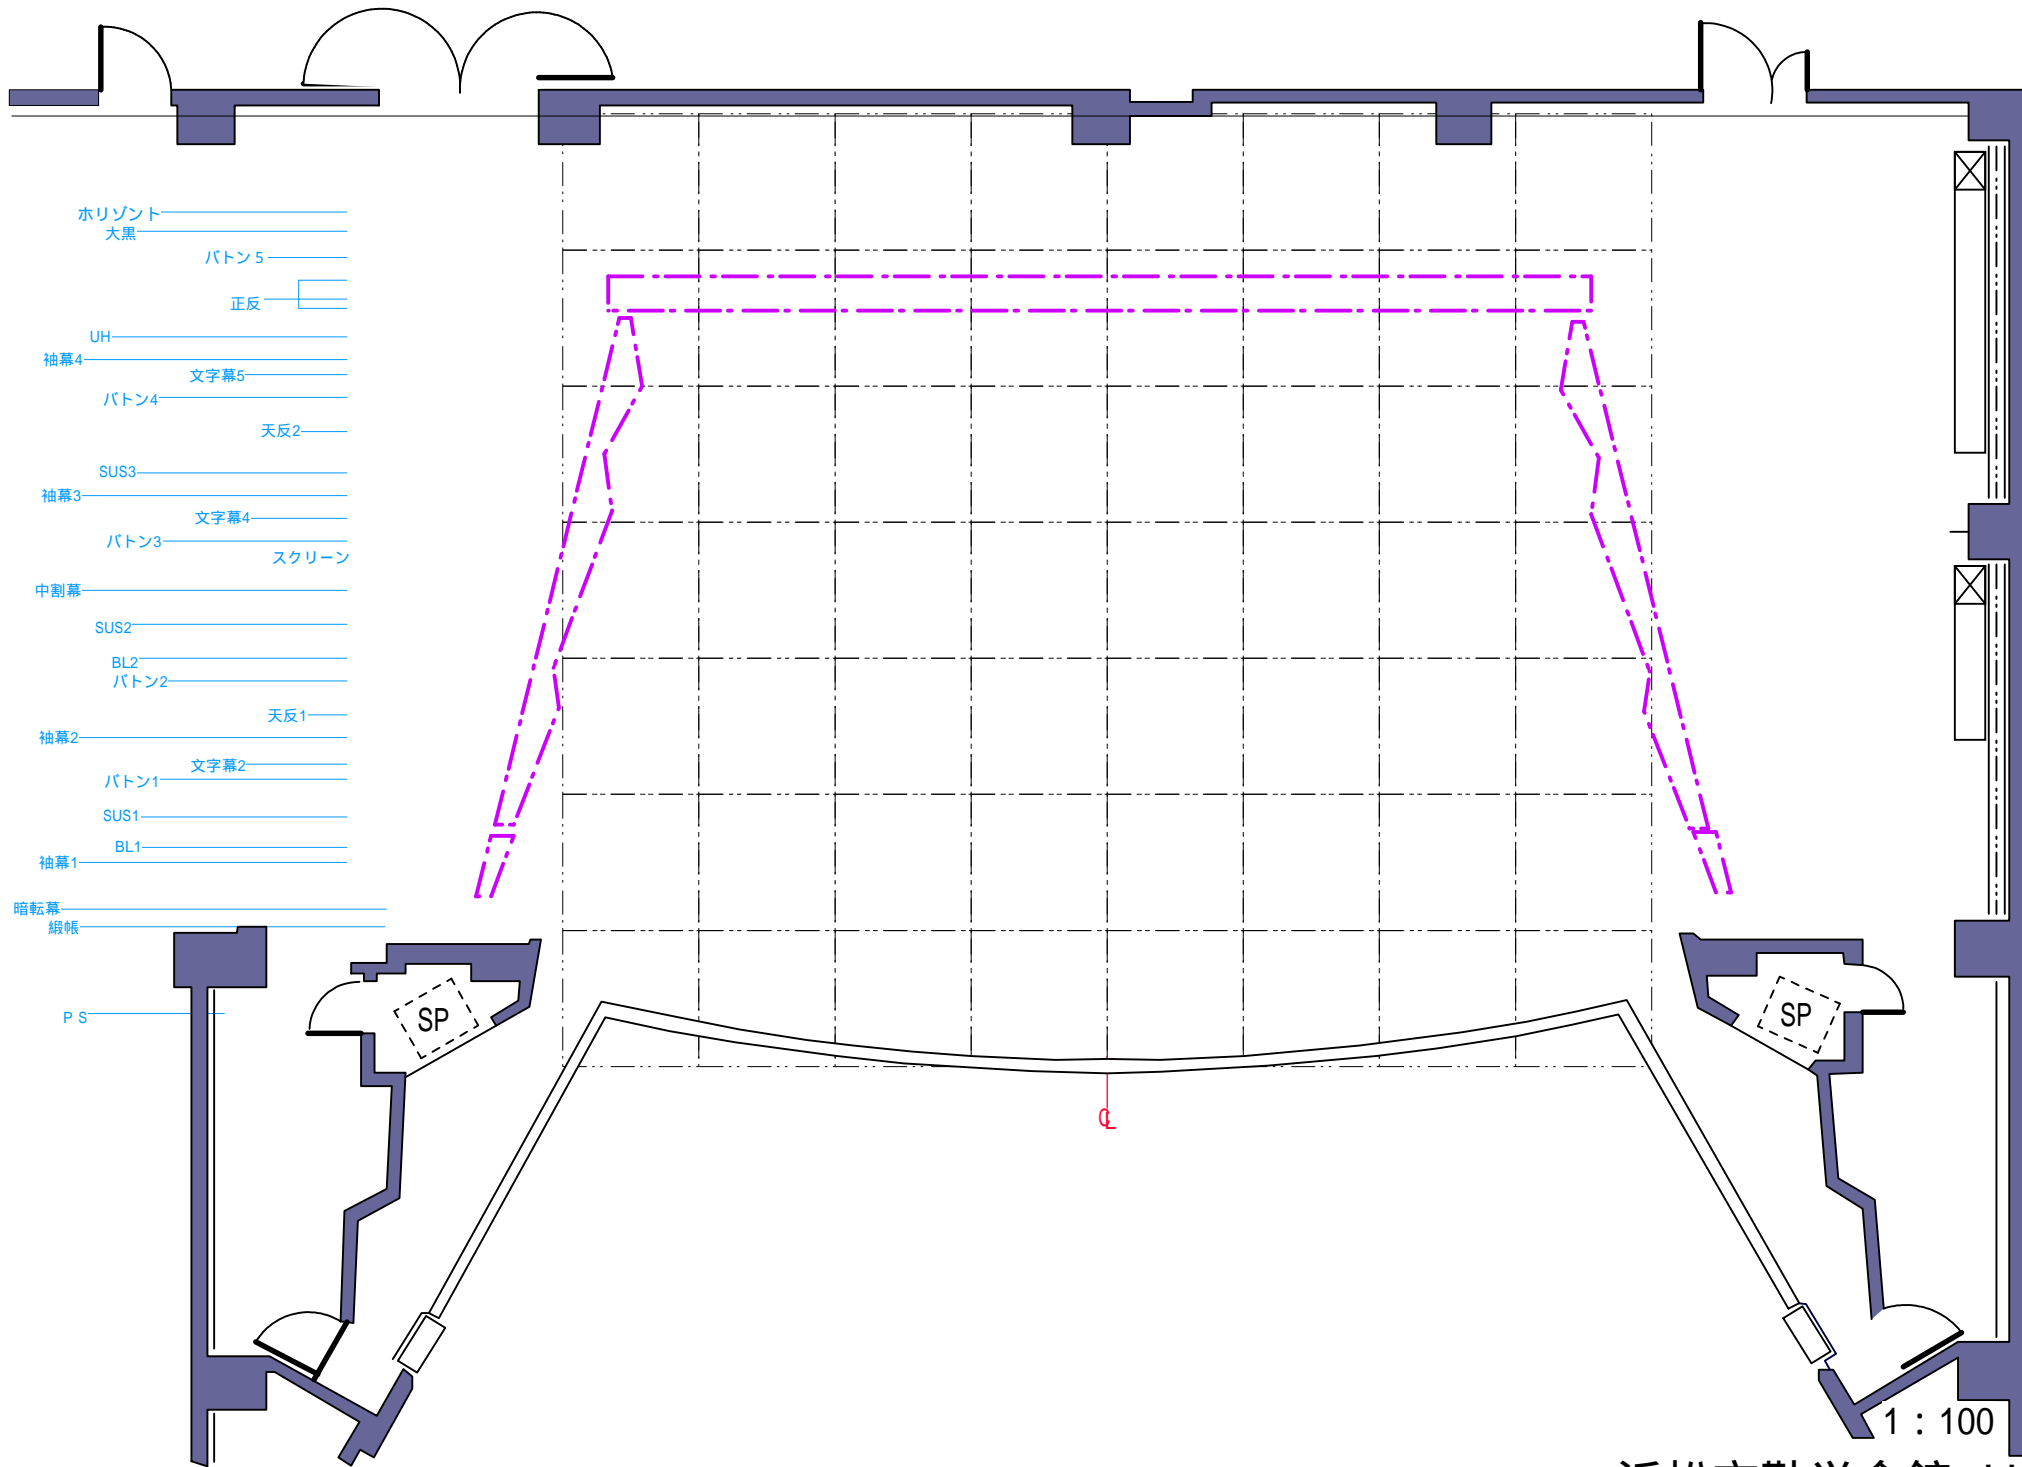 ホリゾント
大黒
バトン 5
正反
UH
袖幕4
文字幕5
バトン4
天反2
SUS3
袖幕3
文字幕4
バトン3
スクリーン
中割幕
SUS2
BL2
バトン2
天反1
袖幕2
文字幕2
バトン1
SUS1
BL1
袖幕1
暗転幕
緞帳
P S
SP
SP
CL
1 : 100